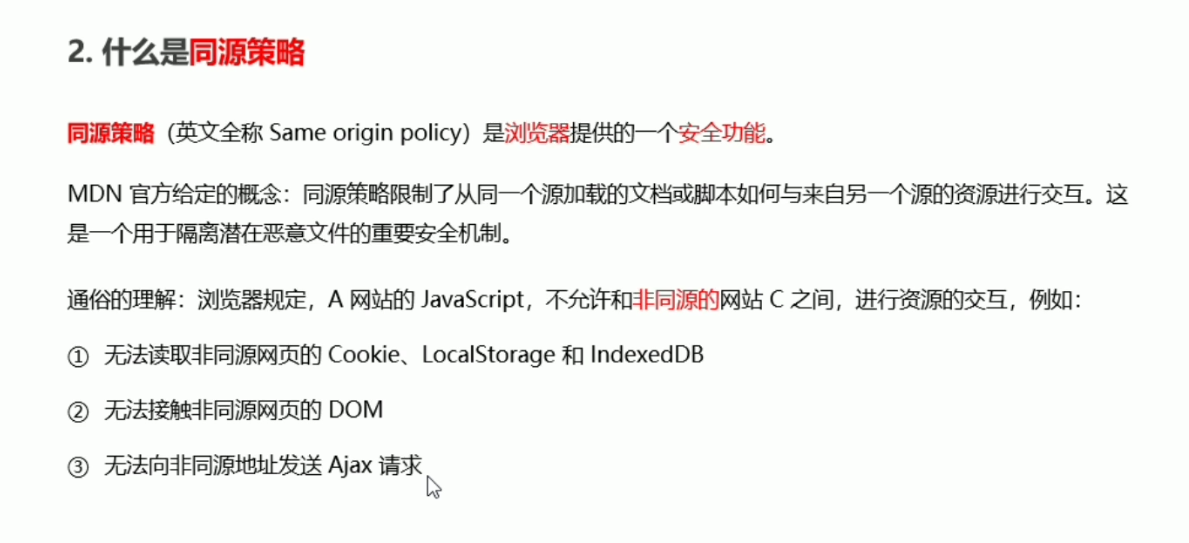 2. 什么是同源策略
同源策略（英文全称 Same origin policy）是浏览器提供的一个安全功能。
MDN 官方给定的概念：同源策略限制了从同一个源加载的文档或脚本如何与来自另一个源的资源进行交互。这
是一个用于隔离潜在恶意文件的重要安全机制。
通俗的理解：浏览器规定，A 网站的 JavaScript，不允许和非同源的网站 C 之间，进行资源的交互，例如：
① 无法读取非同源网页的 Cookie、LocalStorage 和 IndexedDB
② 无法接触非同源网页的 DOM
③ 无法向非同源地址发送 Ajax 请求